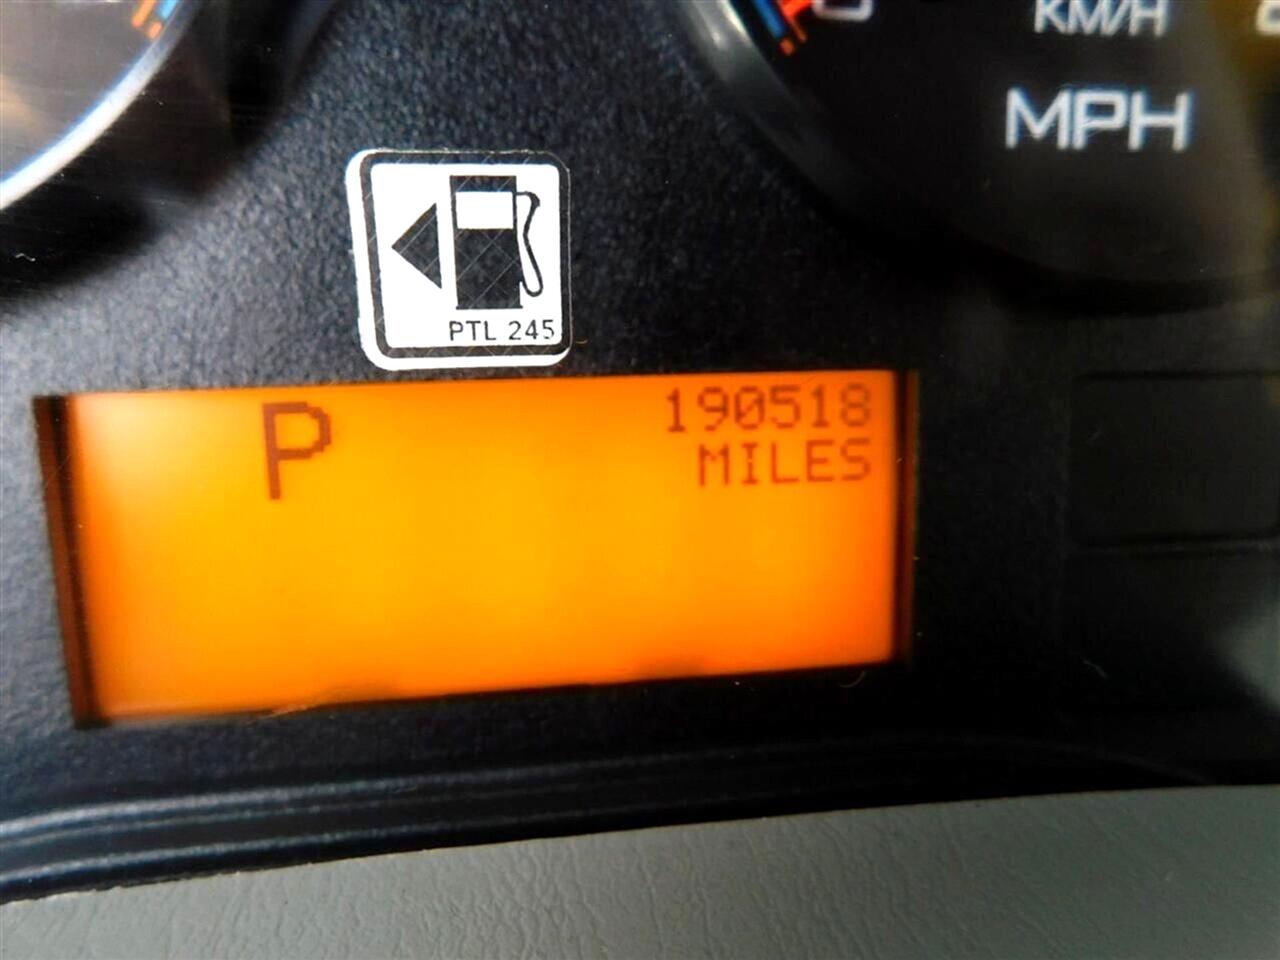 KM/H
MPH
PTL 245
P
190518
MILES